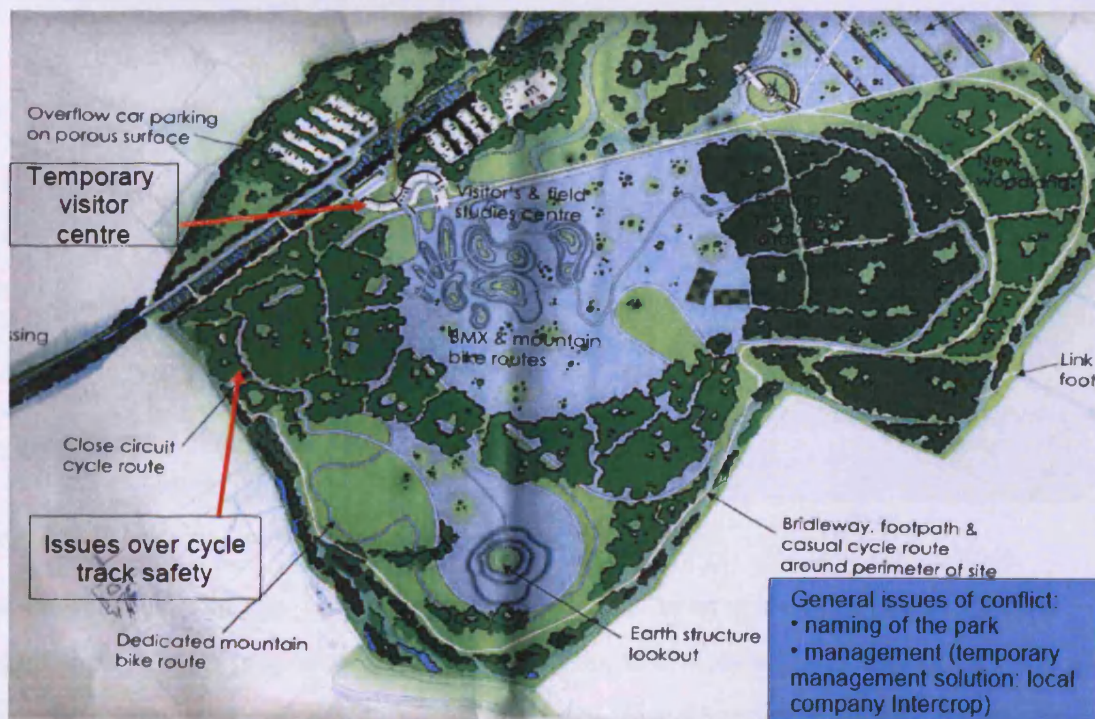 Overflow car parking
on porous surface
Temporary
visitor
centre
Visitor's & field
studies centre
New
woodland
BMX & mountain
bike routes
ssing
Link
foot
Close circuit
cycle route
Issues over cycle
track safety
Dedicated mountain
bike route
Earth structure
lookout
Bridleway, footpath &
casual cycle route
around perimeter of site
General issues of conflict:
• naming of the park
• management (temporary
management solution: local
company Intercrop)